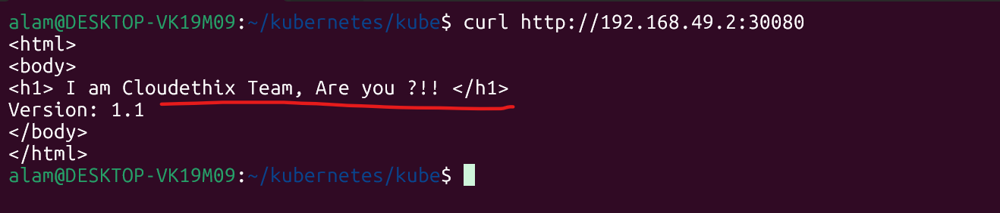 alam@DESKTOP-VK19M09:~/kubernetes/kube$ curl http://192.168.49.2:30080
<html>
<body>
<h1> I am Cloudethix Team, Are you ?!! </h1>
Version: 1.1
</body>
</html>
alam@DESKTOP-VK19M09:~/kubernetes/kube$